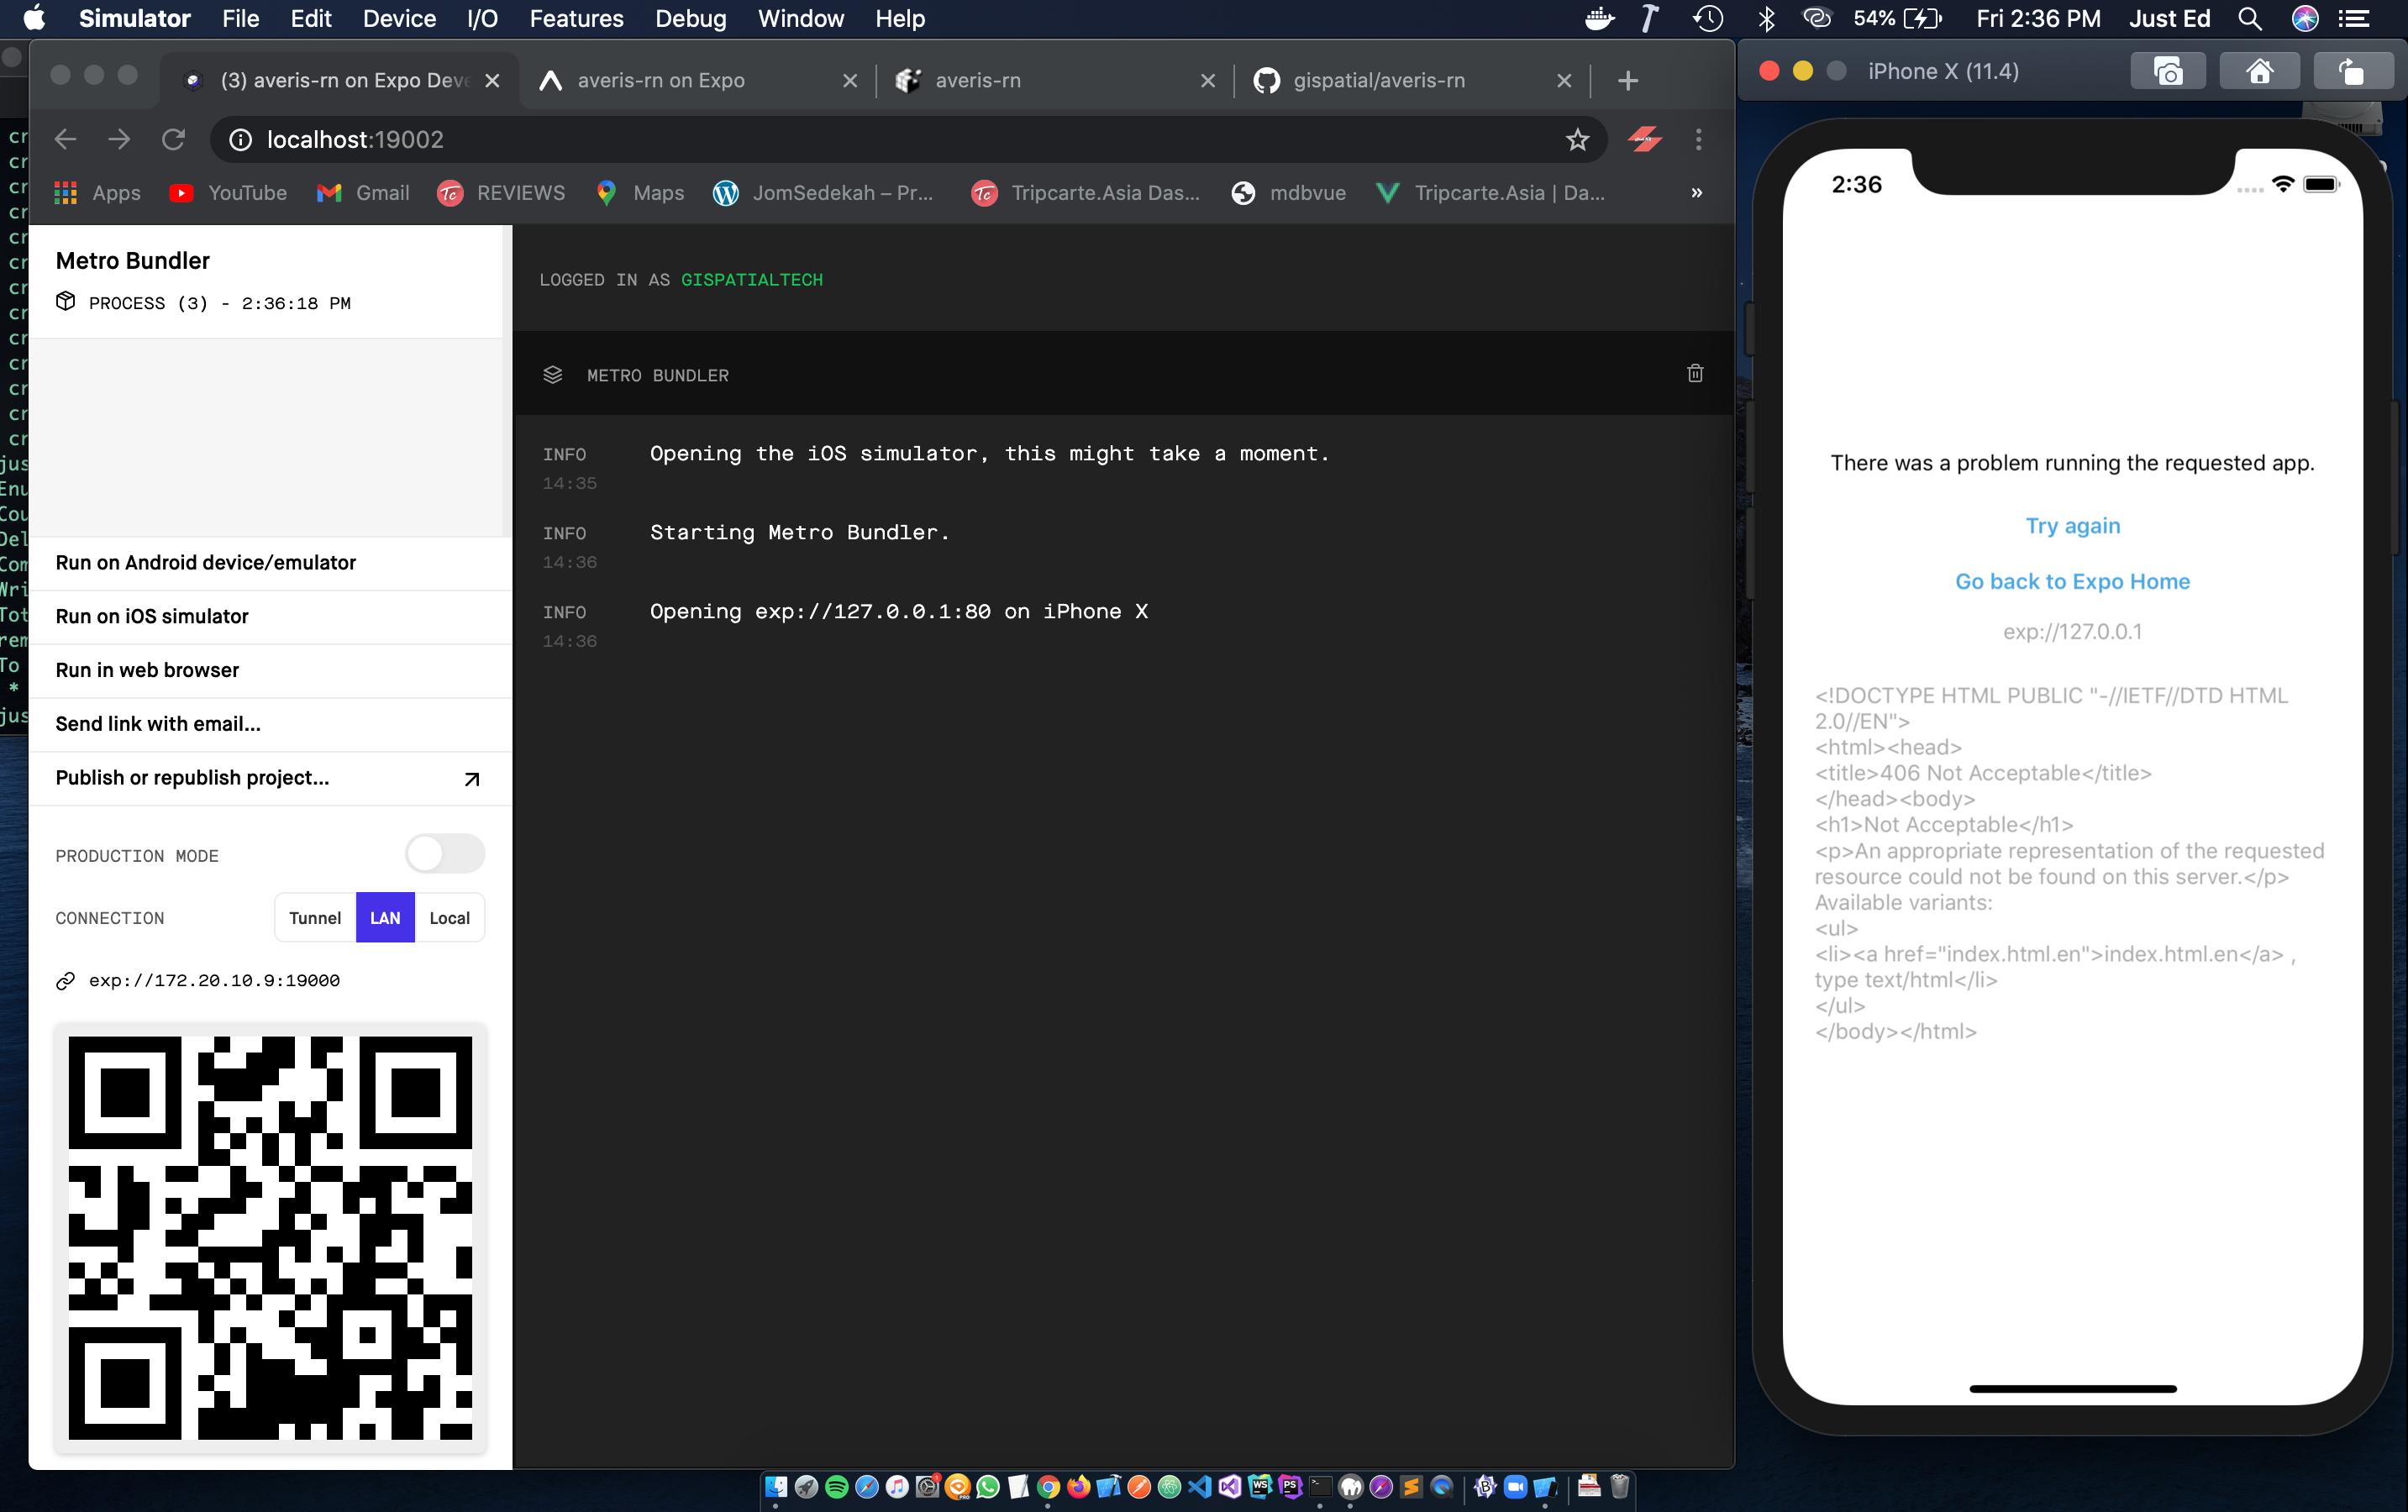 Simulator File Edit Device I/O Features Debug Window Help 54% Fri 2:36 PM Just Ed
(3) averis-rn on Expo Deve
averis-rn on Expo
averis-rn
gispatial/averis-rn
localhost:19002
Apps YouTube Gmail REVIEWS Maps JomSedekah – Pr... Tripcarte.Asia Das... mdbvue Tripcarte.Asia | Da... »
Metro Bundler
PROCESS (3) - 2:36:18 PM
Run on Android device/emulator
Run on iOS simulator
Run in web browser
Send link with email...
Publish or republish project...
PRODUCTION MODE
CONNECTION Tunnel LAN Local
exp://172.20.10.9:19000
LOGGED IN AS GISPATIALTECH
METRO BUNDLER
INFO Opening the iOS simulator, this might take a moment.
14:35
INFO Starting Metro Bundler.
14:36
INFO Opening exp://127.0.0.1:80 on iPhone X
14:36
iPhone X (11.4)
2:36
There was a problem running the requested app.
Try again
Go back to Expo Home
exp://127.0.0.1
<!DOCTYPE HTML PUBLIC "-//IETF//DTD HTML
2.0//EN">
<html><head>
<title>406 Not Acceptable</title>
</head><body>
<h1>Not Acceptable</h1>
<p>An appropriate representation of the requested
resource could not be found on this server.</p>
Available variants:
<ul>
<li><a href="index.html.en">index.html.en</a> ,
type text/html</li>
</ul>
</body></html>